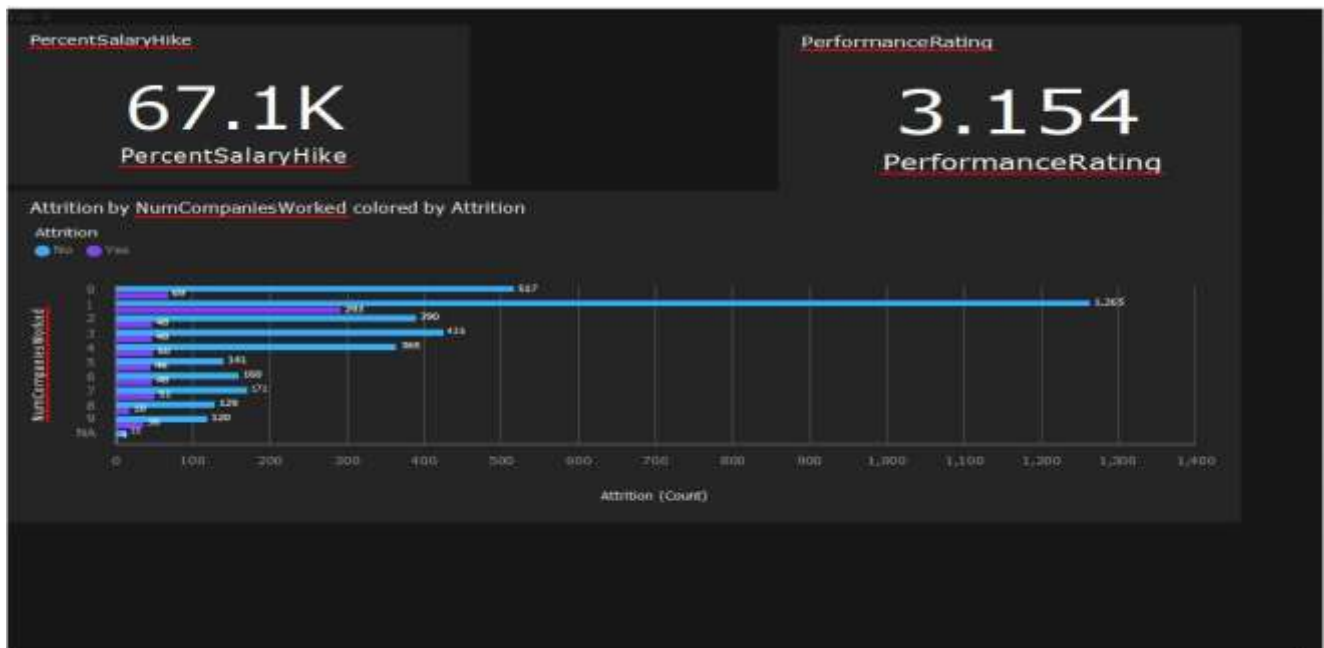 PercentSalaryHike
67.1K
PercentSalaryHike
PerformanceRating
3.154
PerformanceRating
Attrition by NumCompaniesWorked colored by Attrition
Attrition
No Yes
NumCompaniesWorked
0 517
69
1 1,265
293
2 390
3
4
5 141
6
7 171
51
8 129
9 120
NA
0 100 200 300 400 500 600 700 800 900 1,000 1,100 1,200 1,300 1,400
Attrition (Count)